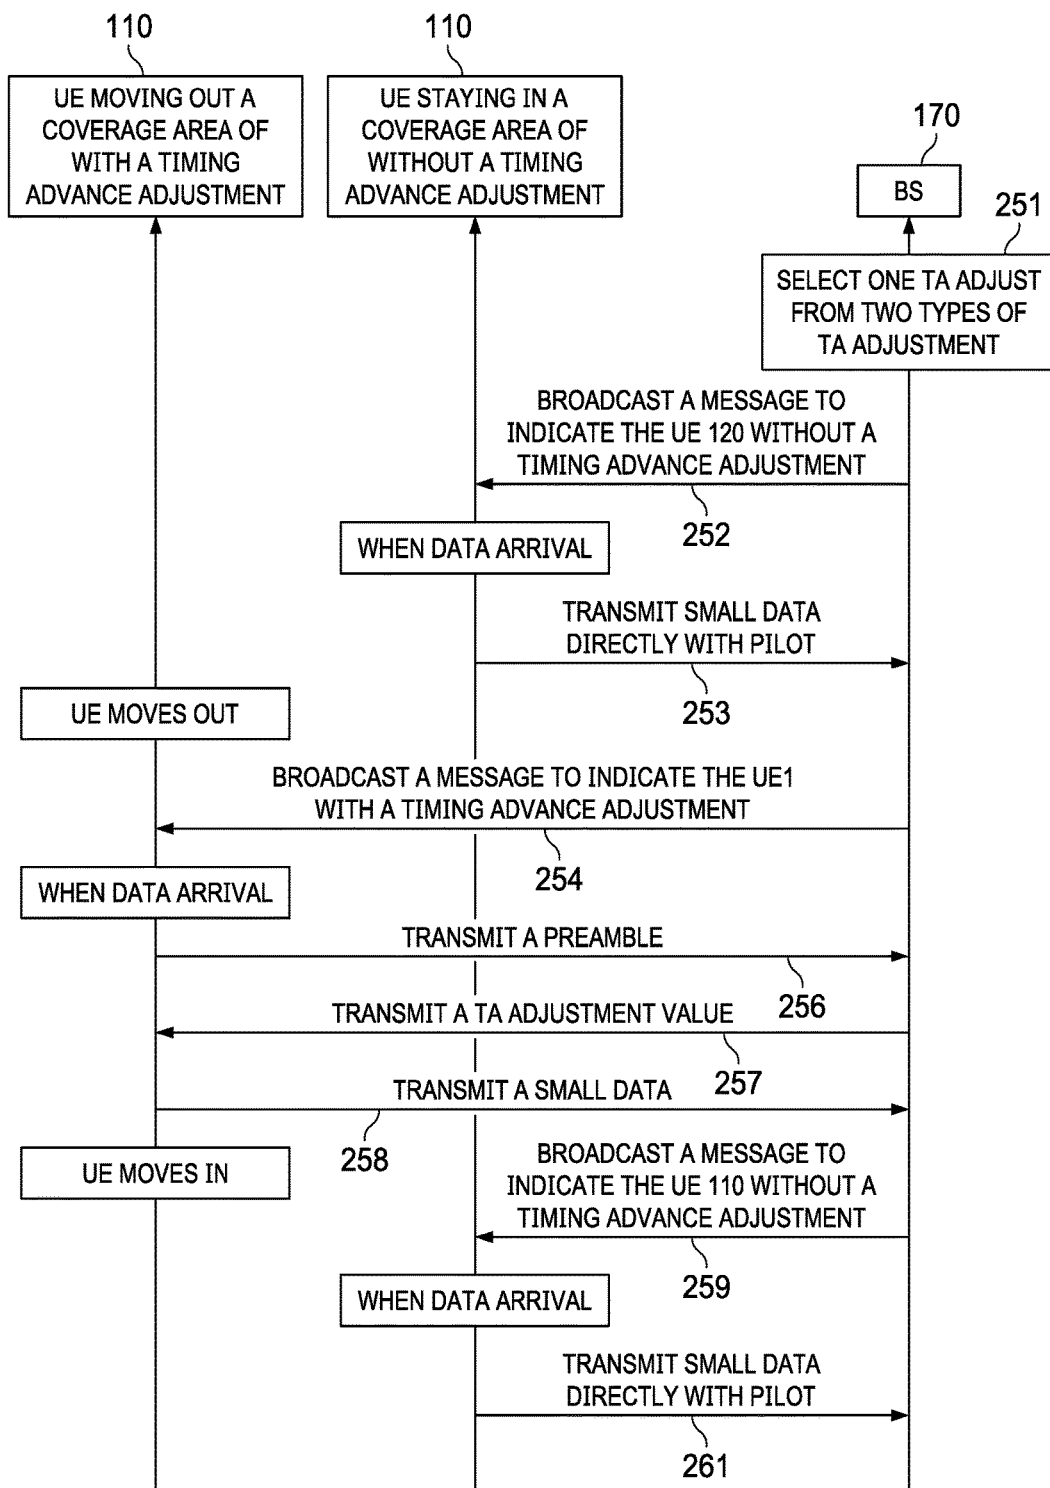 110
110
UE MOVING OUT A
COVERAGE AREA OF
WITH A TIMING
ADVANCE ADJUSTMENT
UE STAYING IN A
COVERAGE AREA OF
WITHOUT A TIMING
ADVANCE ADJUSTMENT
170
BS
251
SELECT ONE TA ADJUST
FROM TWO TYPES OF
TA ADJUSTMENT
BROADCAST A MESSAGE TO
INDICATE THE UE 120 WITHOUT A
TIMING ADVANCE ADJUSTMENT
252
WHEN DATA ARRIVAL
TRANSMIT SMALL DATA
DIRECTLY WITH PILOT
253
UE MOVES OUT
BROADCAST A MESSAGE TO INDICATE THE UE1
WITH A TIMING ADVANCE ADJUSTMENT
254
WHEN DATA ARRIVAL
TRANSMIT A PREAMBLE
256
TRANSMIT A TA ADJUSTMENT VALUE
257
TRANSMIT A SMALL DATA
258
UE MOVES IN
BROADCAST A MESSAGE TO
INDICATE THE UE 110 WITHOUT A
TIMING ADVANCE ADJUSTMENT
259
WHEN DATA ARRIVAL
TRANSMIT SMALL DATA
DIRECTLY WITH PILOT
261